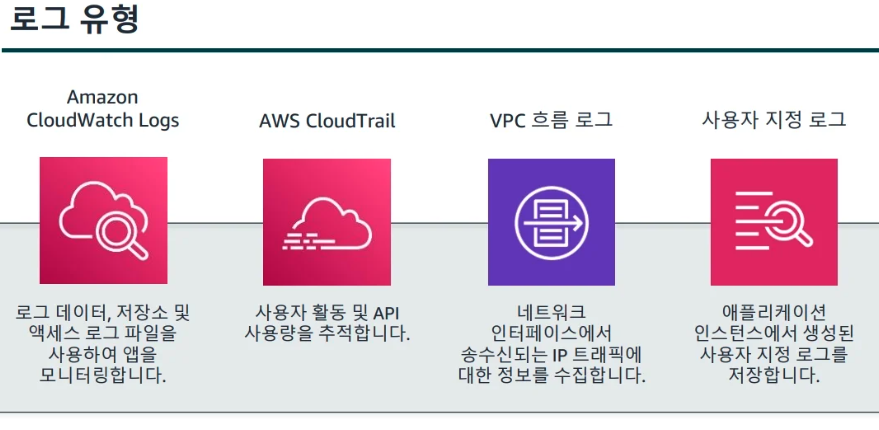 로그 유형
Amazon
CloudWatch Logs
AWS CloudTrail
VPC 흐름 로그
사용자 지정 로그
로그 데이터, 저장소 및
액세스 로그 파일을
사용하여 앱을
모니터링합니다.
사용자 활동 및 API
사용량을 추적합니다.
네트워크
인터페이스에서
송수신되는 IP 트래픽에
대한 정보를 수집합니다.
애플리케이션
인스턴스에서 생성된
사용자 지정 로그를
저장합니다.